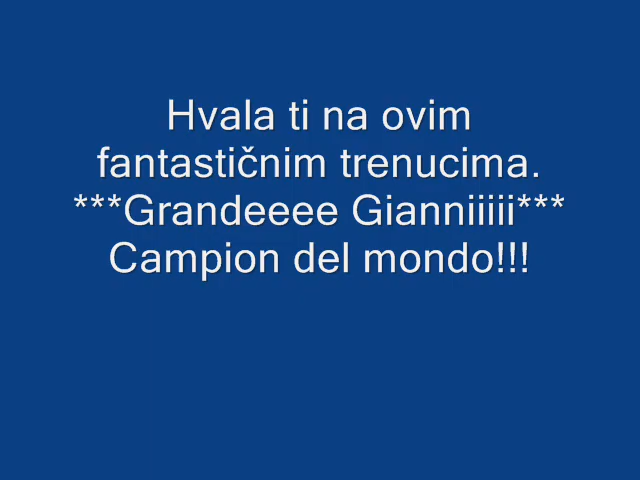 Hvala ti na ovim
fantastičnim trenucima.
***Grandeeee Gianniiiii***
Campion del mondo!!!